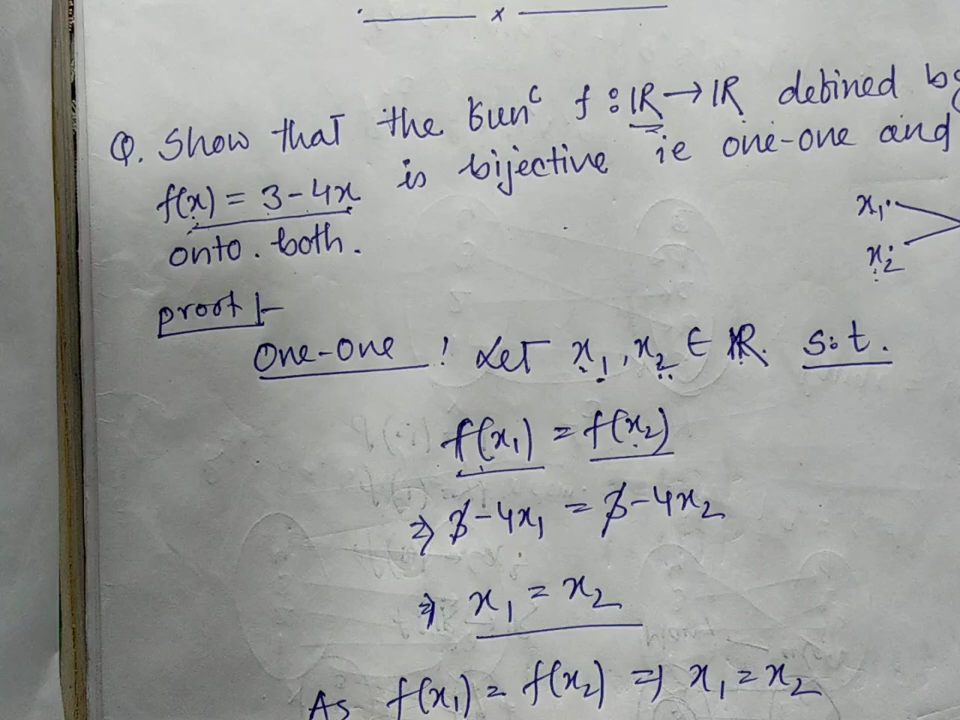 x
Q. Show that the func f : IR → IR defined by
f(x) = 3 - 4x is bijective ie one-one and
onto. both.
x1
x2
proof :-
One-One : Let x1, x2 ∈ IR. s.t.
f(x1) = f(x2)
⇒ 3 - 4x1 = 3 - 4x2
⇒ x1 = x2
As f(x1) = f(x2) ⇒ x1 = x2